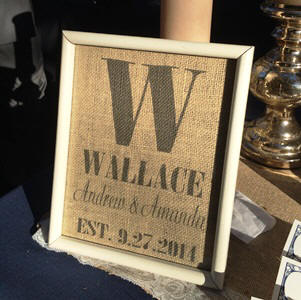 W
WALLACE
Andrew & Amanda
EST. 9.27.2014